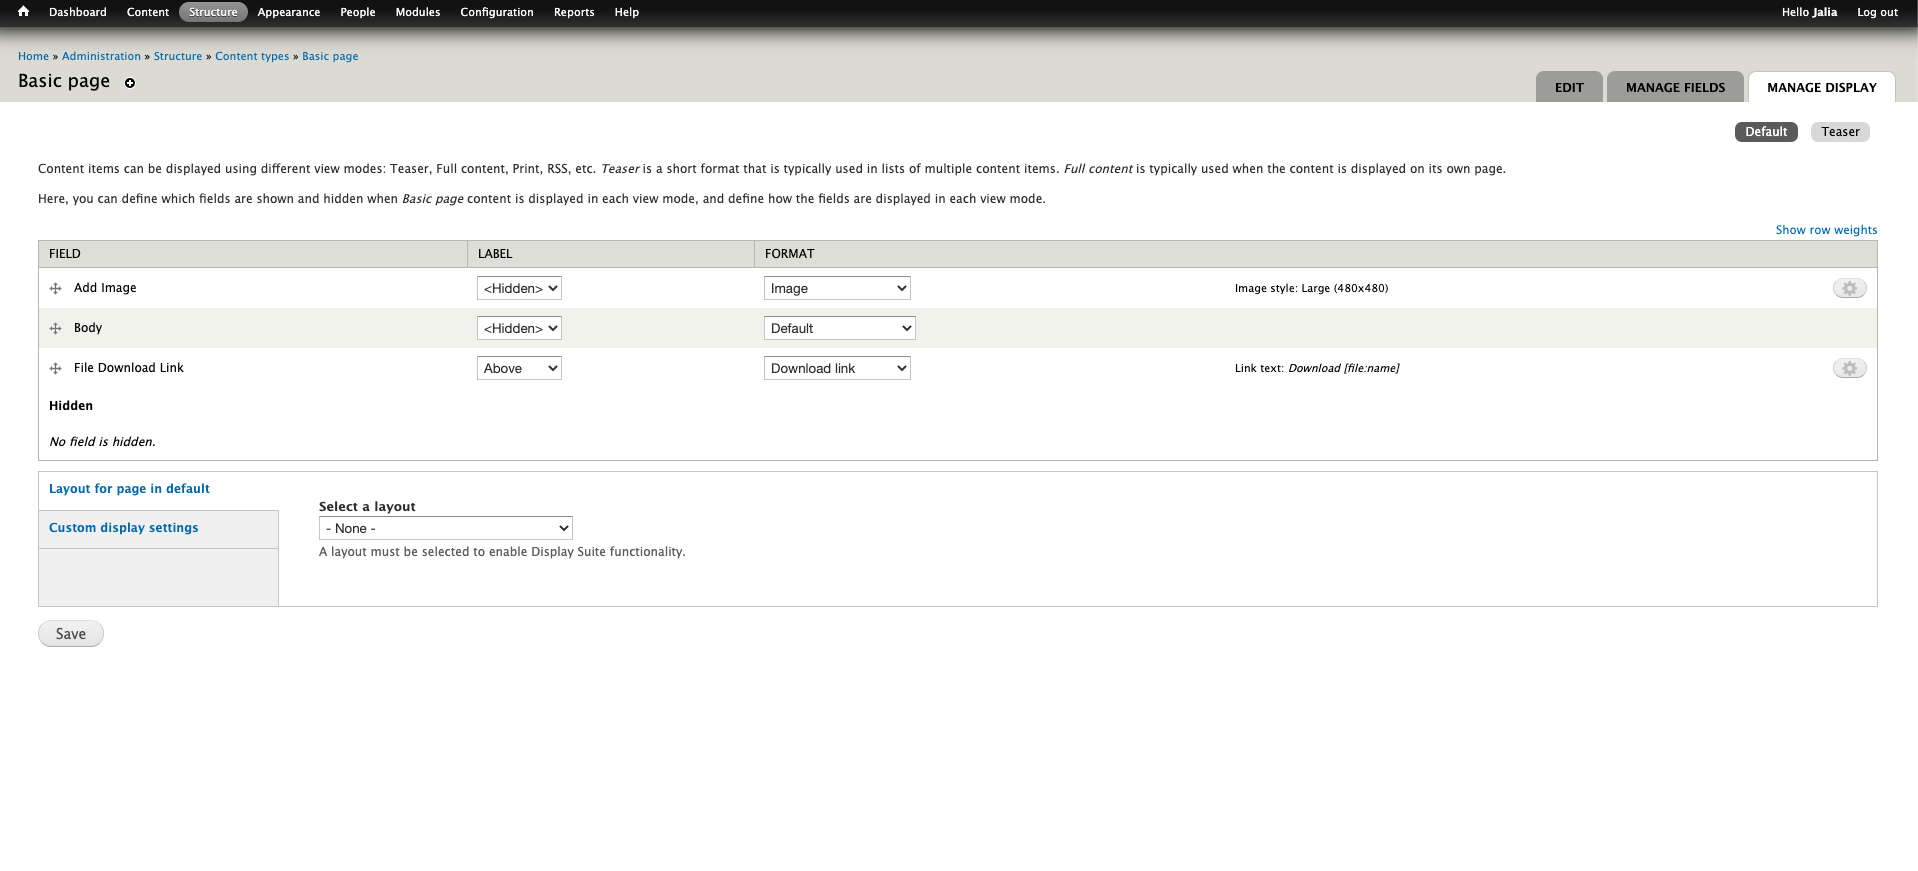 Dashboard Content Structure Appearance People Modules Configuration Reports Help Hello Jalia Log out
Home » Administration » Structure » Content types » Basic page
Basic page
EDIT MANAGE FIELDS MANAGE DISPLAY
Default Teaser
Content items can be displayed using different view modes: Teaser, Full content, Print, RSS, etc. Teaser is a short format that is typically used in lists of multiple content items. Full content is typically used when the content is displayed on its own page.
Here, you can define which fields are shown and hidden when Basic page content is displayed in each view mode, and define how the fields are displayed in each view mode.
Show row weights
FIELD LABEL FORMAT
Add Image <Hidden> Image Image style: Large (480x480)
Body <Hidden> Default
File Download Link Above Download link Link text: Download [file:name]
Hidden
No field is hidden.
Layout for page in default
Custom display settings
Select a layout
- None -
A layout must be selected to enable Display Suite functionality.
Save